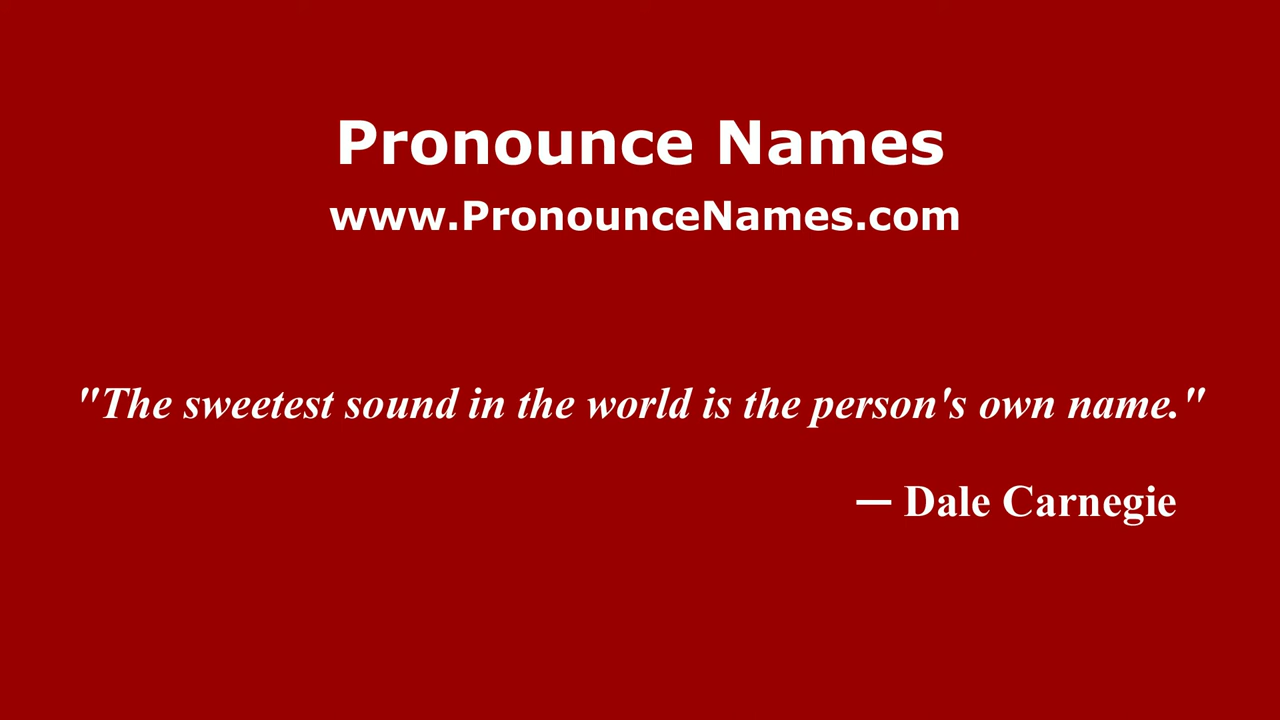 Pronounce Names
www.PronounceNames.com
"The sweetest sound in the world is the person's own name."
— Dale Carnegie